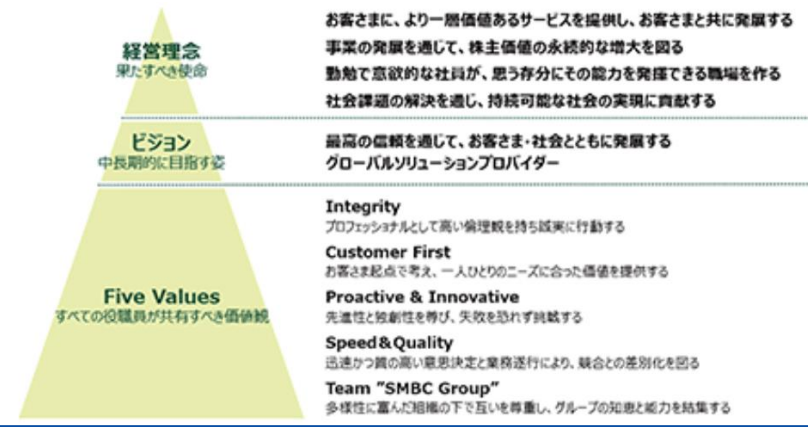 経営理念
果たすべき使命
お客さまに、より一層価値あるサービスを提供し、お客さまと共に発展する
事業の発展を通じて、株主価値の永続的な増大を図る
勤勉で意欲的な社員が、思う存分にその能力を発揮できる職場を作る
社会課題の解決を通じ、持続可能な社会の実現に貢献する
ビジョン
中長期的に目指す姿
最高の信頼を通じて、お客さま・社会とともに発展する
グローバルソリューションプロバイダー
Five Values
すべての役職員が共有すべき価値観
Integrity
プロフェッショナルとして高い倫理観を持ち誠実に行動する
Customer First
お客さま起点で考え、一人ひとりのニーズに合った価値を提供する
Proactive & Innovative
先進性と独創性を尊び、失敗を恐れず挑戦する
Speed&Quality
迅速かつ質の高い意思決定と業務遂行により、競合との差別化を図る
Team "SMBC Group"
多様性に富んだ組織の下で互いを尊重し、グループの知恵と能力を結集する